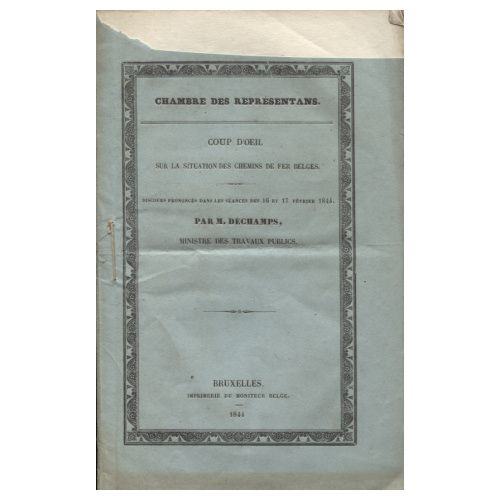 CHAMBRE DES REPRÉSENTANS.
COUP D'OEIL
SUR LA SITUATION DES CHEMINS DE FER BELGES.
DISCOURS PRONONCÉS DANS LES SÉANCES DES 16 ET 17 FÉVRIER 1844.
PAR M. DECHAMPS,
MINISTRE DES TRAVAUX PUBLICS.
BRUXELLES.
IMPRIMERIE DU MONITEUR BELGE.
1844